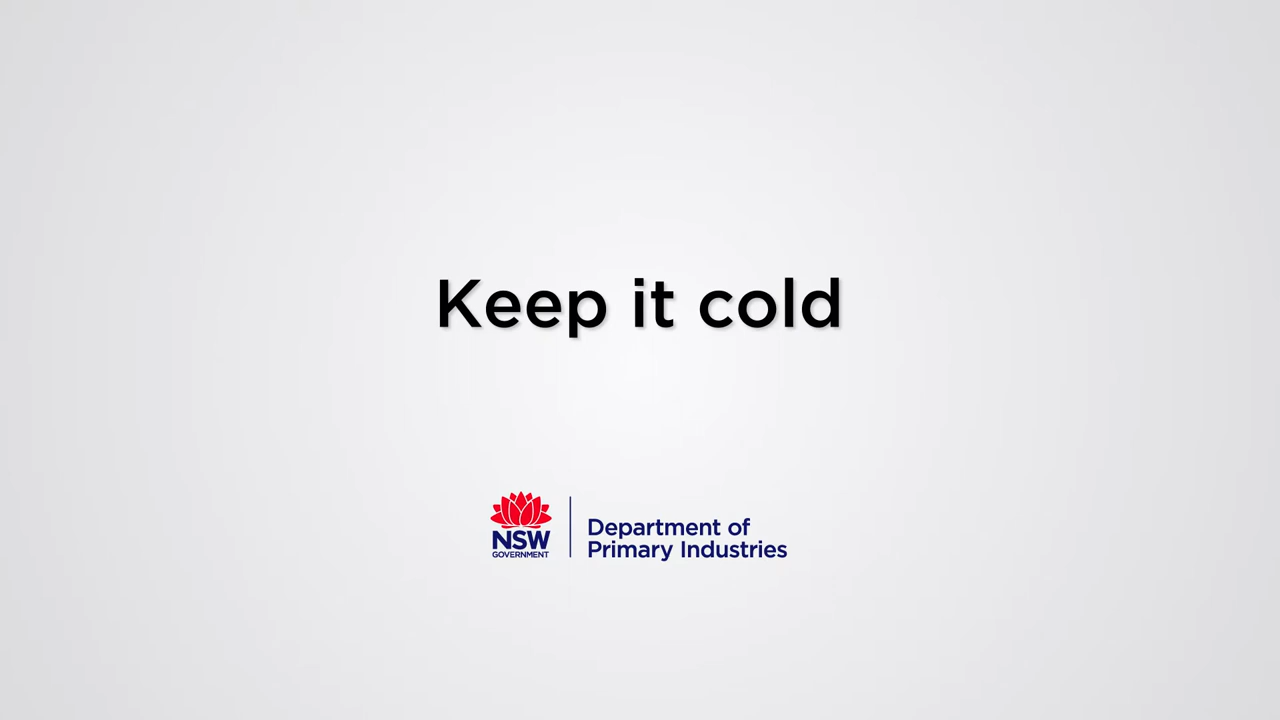 Keep it cold
NSW
GOVERNMENT
Department of
Primary Industries